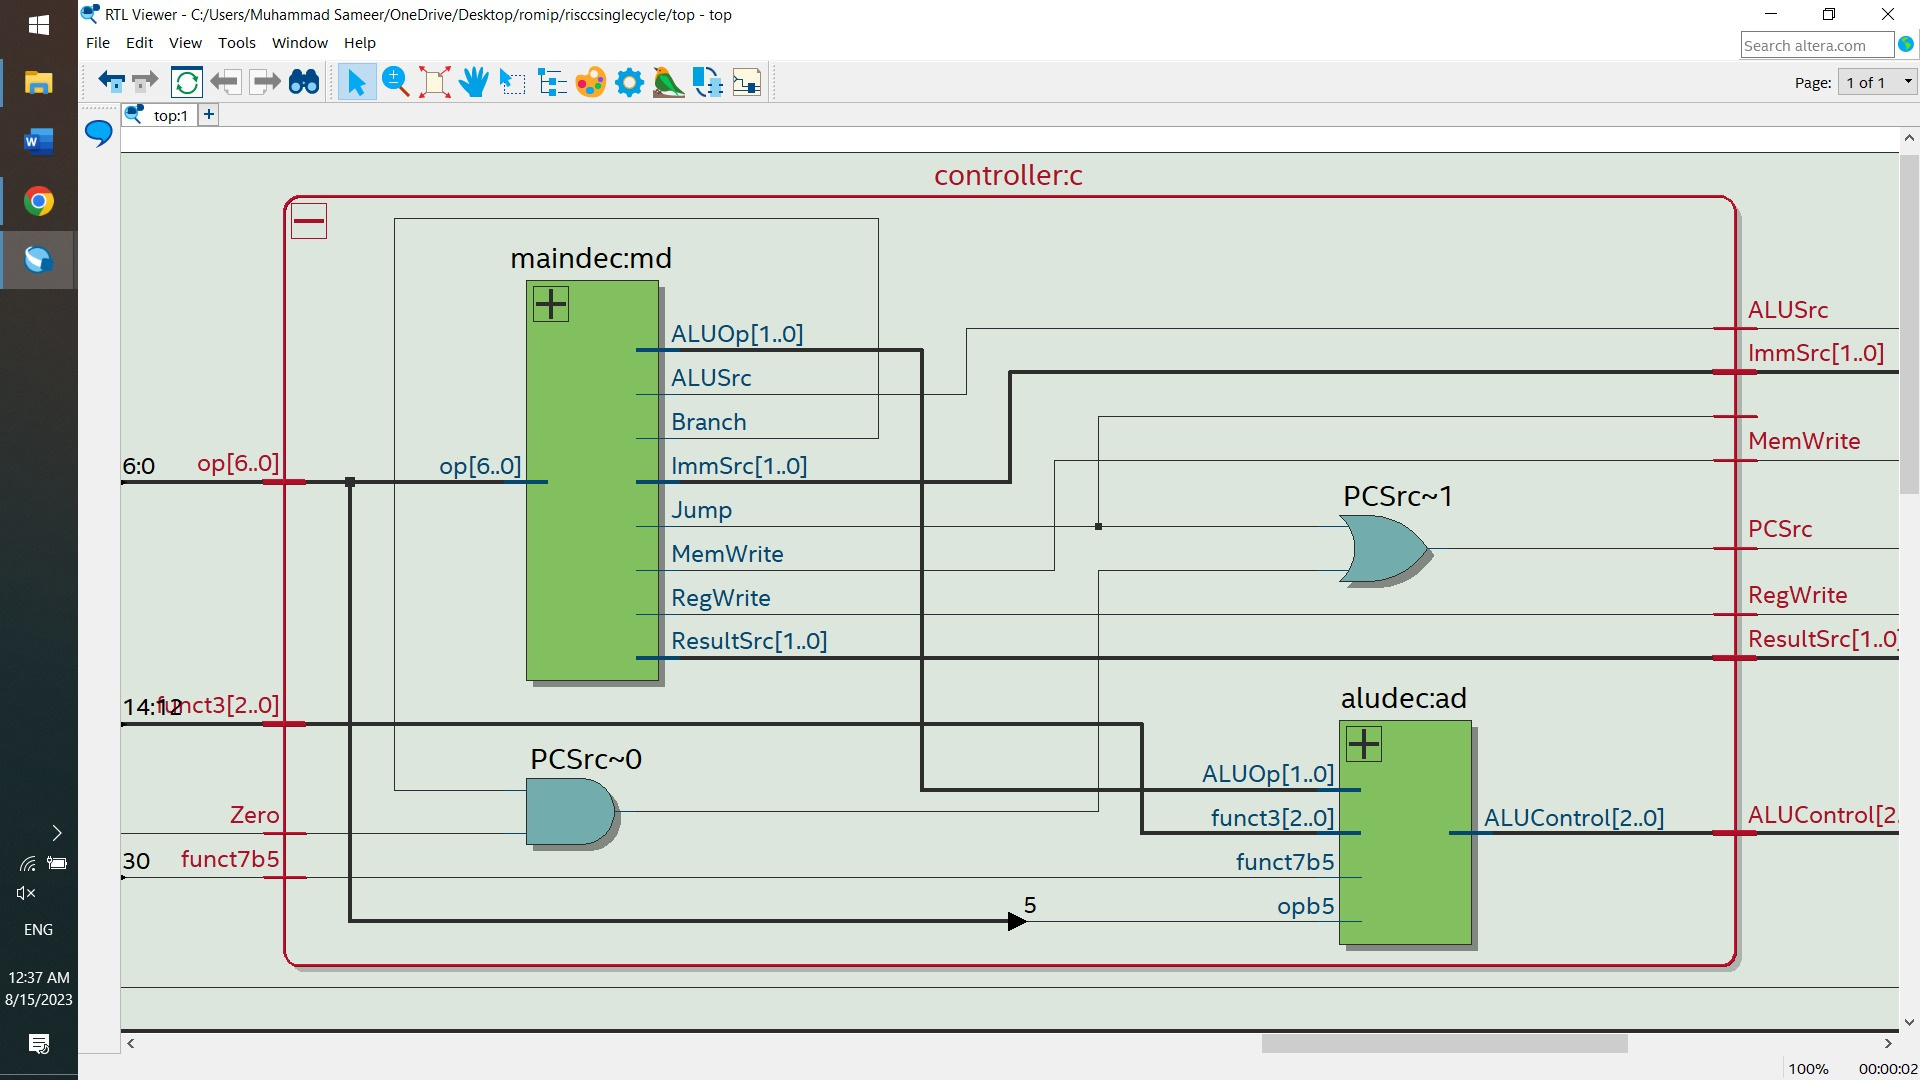 RTL Viewer - C:/Users/Muhammad Sameer/OneDrive/Desktop/romip/risccsinglecycle/top - top
File Edit View Tools Window Help
Search altera.com
Page: 1 of 1
top:1
controller:c
maindec:md
ALUOp[1..0]
ALUSrc
Branch
op[6..0]
ImmSrc[1..0]
Jump
MemWrite
RegWrite
ResultSrc[1..0]
6:0 op[6..0]
14:12 funct3[2..0]
Zero
30 funct7b5
PCSrc~0
PCSrc~1
aludec:ad
ALUOp[1..0]
funct3[2..0]
funct7b5
5 opb5
ALUControl[2..0]
ALUSrc
ImmSrc[1..0]
MemWrite
PCSrc
RegWrite
ResultSrc[1..0]
ALUControl[2.
ENG
12:37 AM
8/15/2023
100% 00:00:02